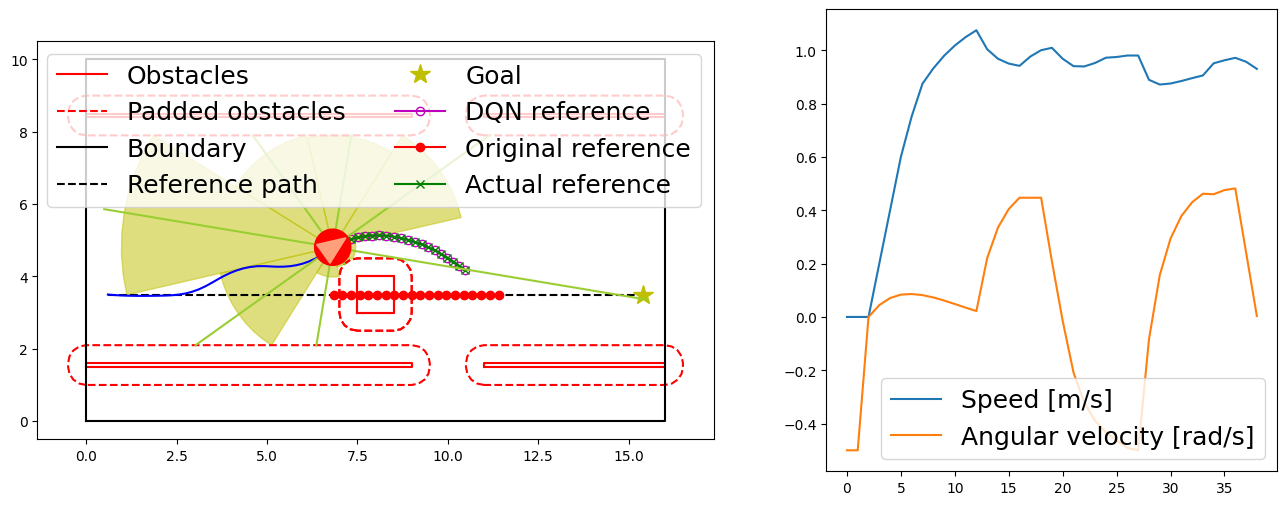 Obstacles
Padded obstacles
Boundary
Reference path
Goal
DQN reference
Original reference
Actual reference
10
8
6
4
2
0
0.0 2.5 5.0 7.5 10.0 12.5 15.0
1.0
0.8
0.6
0.4
0.2
0.0
−0.2
−0.4
Speed [m/s]
Angular velocity [rad/s]
0 5 10 15 20 25 30 35